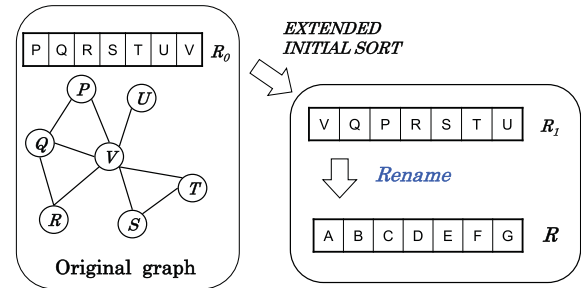 P Q R S T U V R0
EXTENDED
INITIAL SORT
P
U
Q
V
T
R
S
Original graph
V Q P R S T U R1
Rename
A B C D E F G R